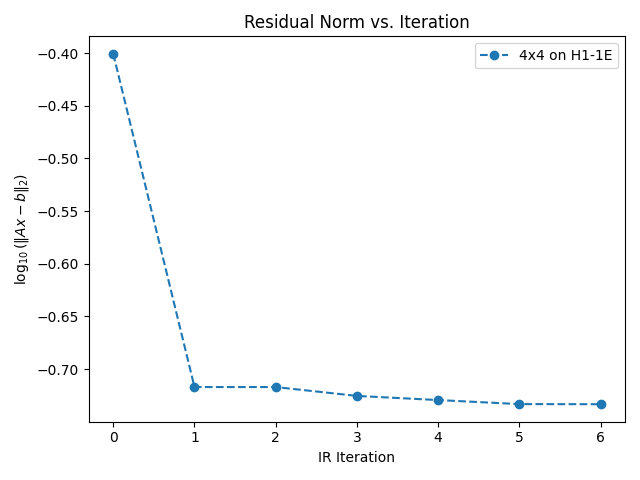 Residual Norm vs. Iteration
4x4 on H1-1E
−0.40
−0.45
−0.50
−0.55
−0.60
−0.65
−0.70
log₁₀(‖Ax − b‖₂)
0 1 2 3 4 5 6
IR Iteration